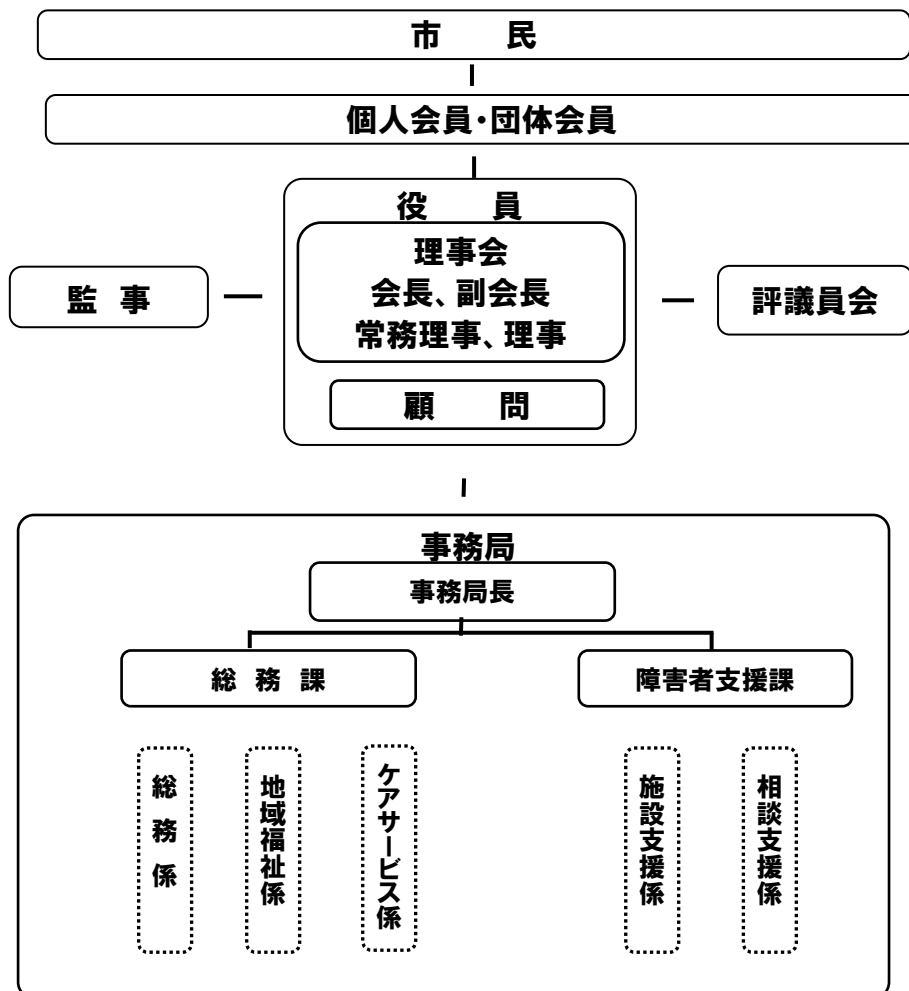 市 民
個人会員・団体会員
役 員
理事会
会長、副会長
常務理事、理事
監 事
評議員会
顧 問
事務局
事務局長
総 務 課
障害者支援課
総務係
地域福祉係
ケアサービス係
施設支援係
相談支援係